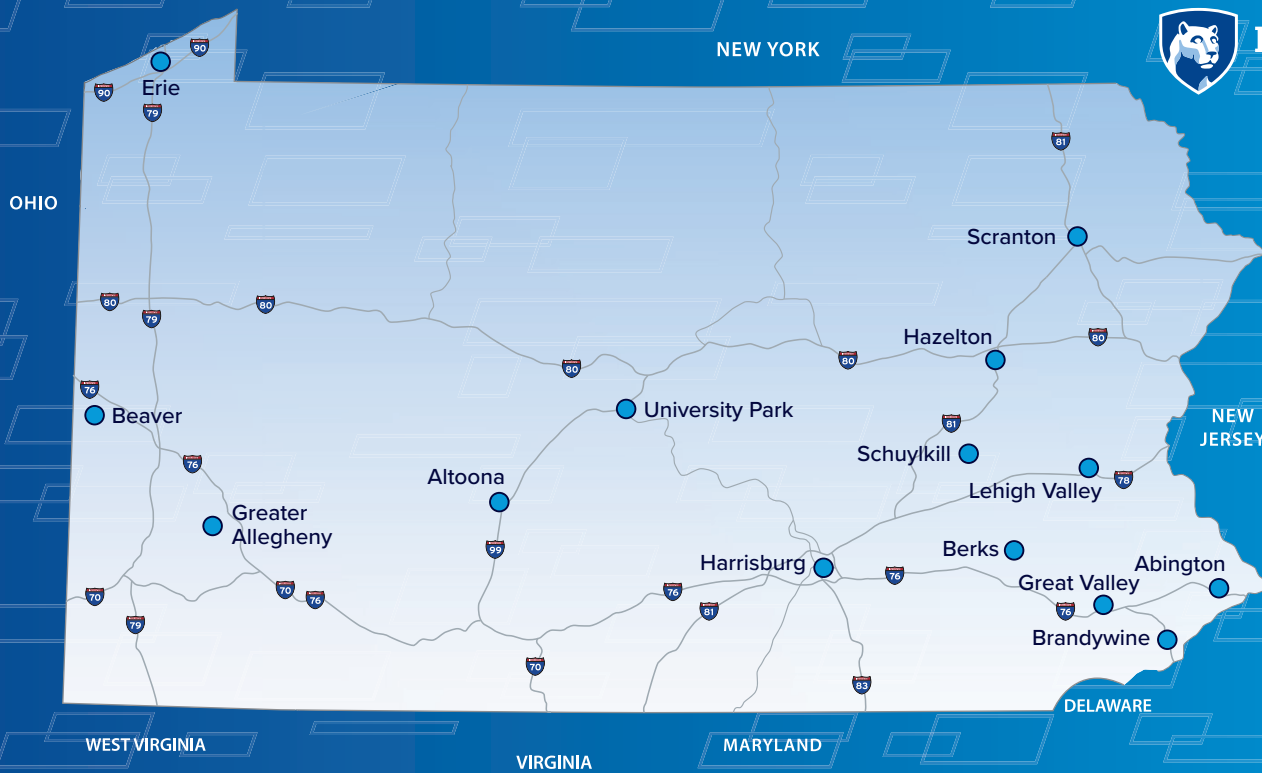 NEW YORK
90
Erie
90
79
81
OHIO
Scranton
80
79
80
Hazelton
80
80
80
76
Beaver
University Park
NEW
JERSEY
81
Schuylkill
76
Altoona
Lehigh Valley
78
Greater
Allegheny
99
Harrisburg
Berks
76
Abington
Great Valley
70
70
76
76
81
76
79
Brandywine
70
83
DELAWARE
WEST VIRGINIA
MARYLAND
VIRGINIA